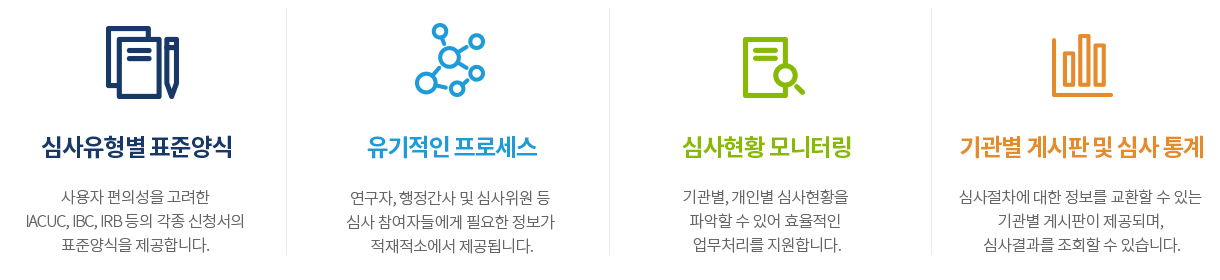 심사유형별 표준양식
사용자 편의성을 고려한
IACUC, IBC, IRB 등의 각종 신청서의
표준양식을 제공합니다.
유기적인 프로세스
연구자, 행정간사 및 심사위원 등
심사 참여자들에게 필요한 정보가
적재적소에서 제공됩니다.
심사현황 모니터링
기관별, 개인별 심사현황을
파악할 수 있어 효율적인
업무처리를 지원합니다.
기관별 게시판 및 심사 통계
심사절차에 대한 정보를 교환할 수 있는
기관별 게시판이 제공되며,
심사결과를 조회할 수 있습니다.